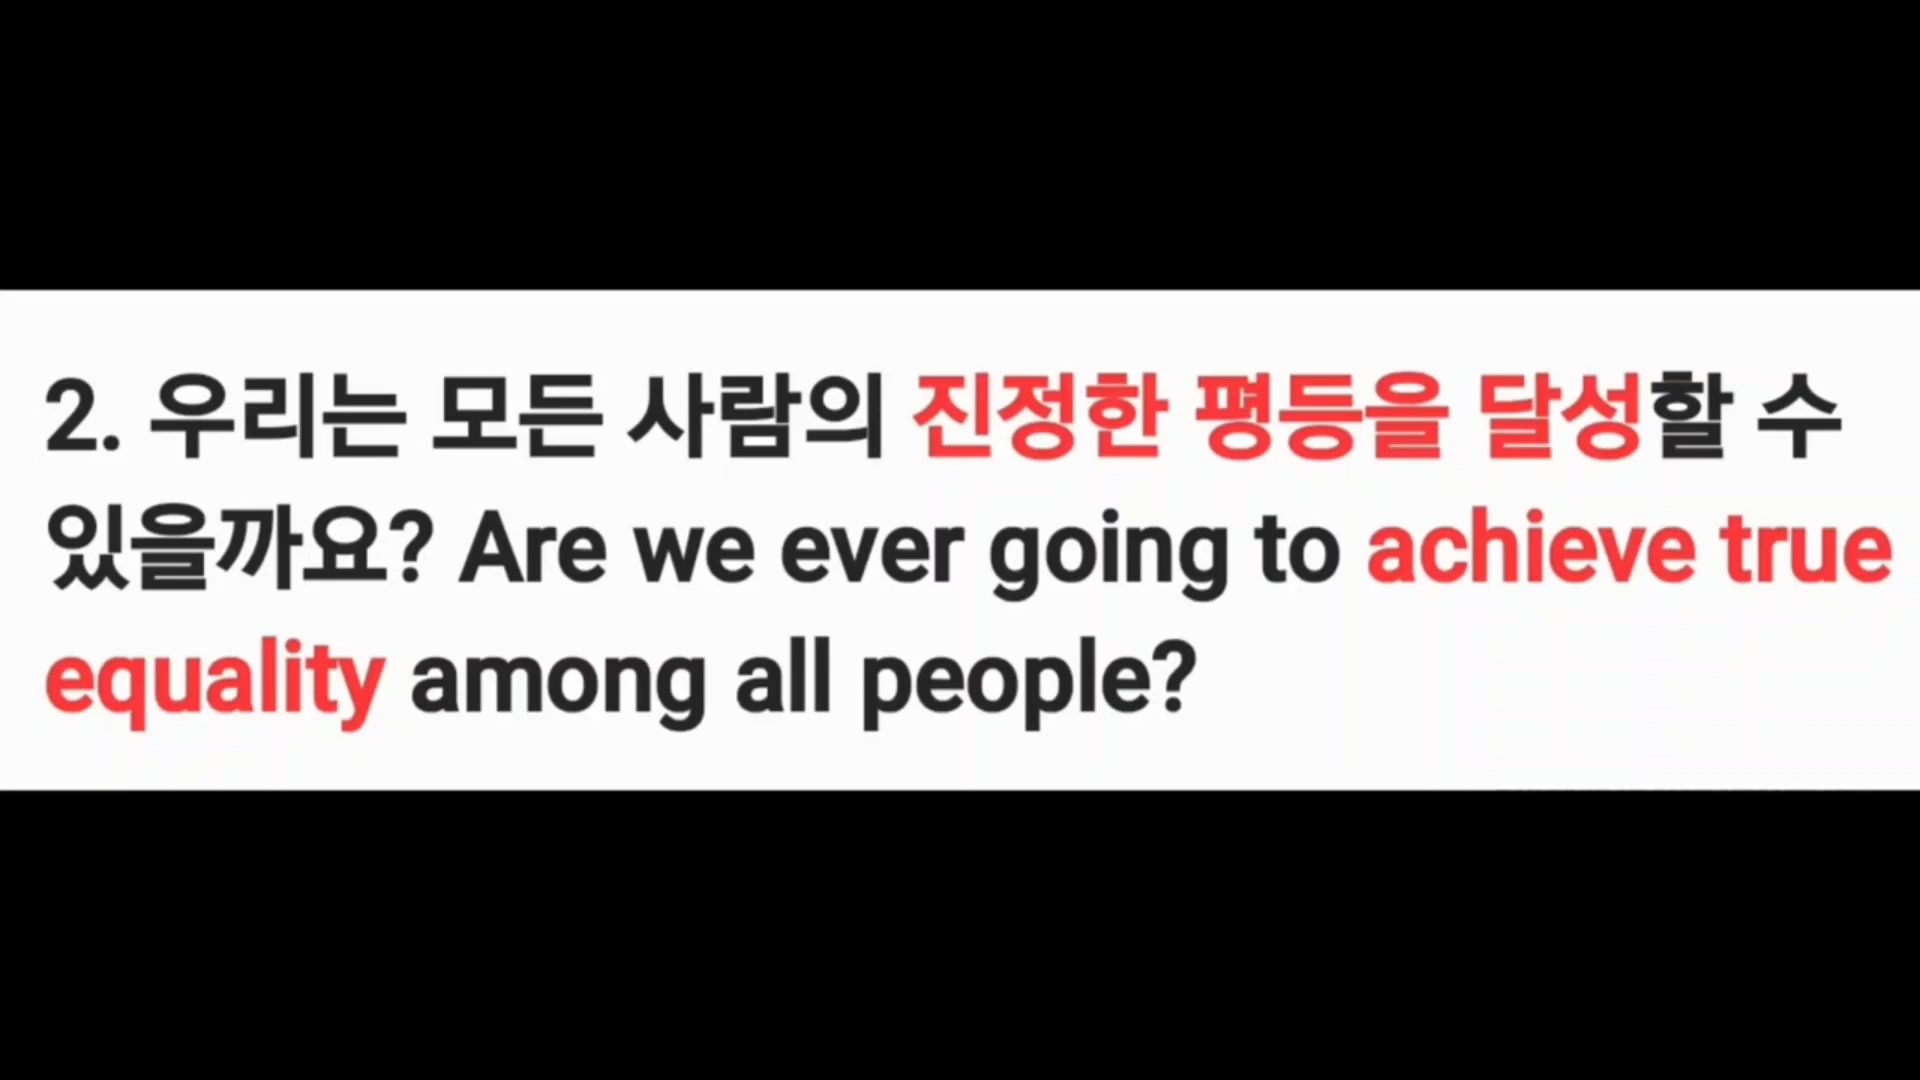 2. 우리는 모든 사람의 진정한 평등을 달성할 수
있을까요? Are we ever going to achieve true
equality among all people?